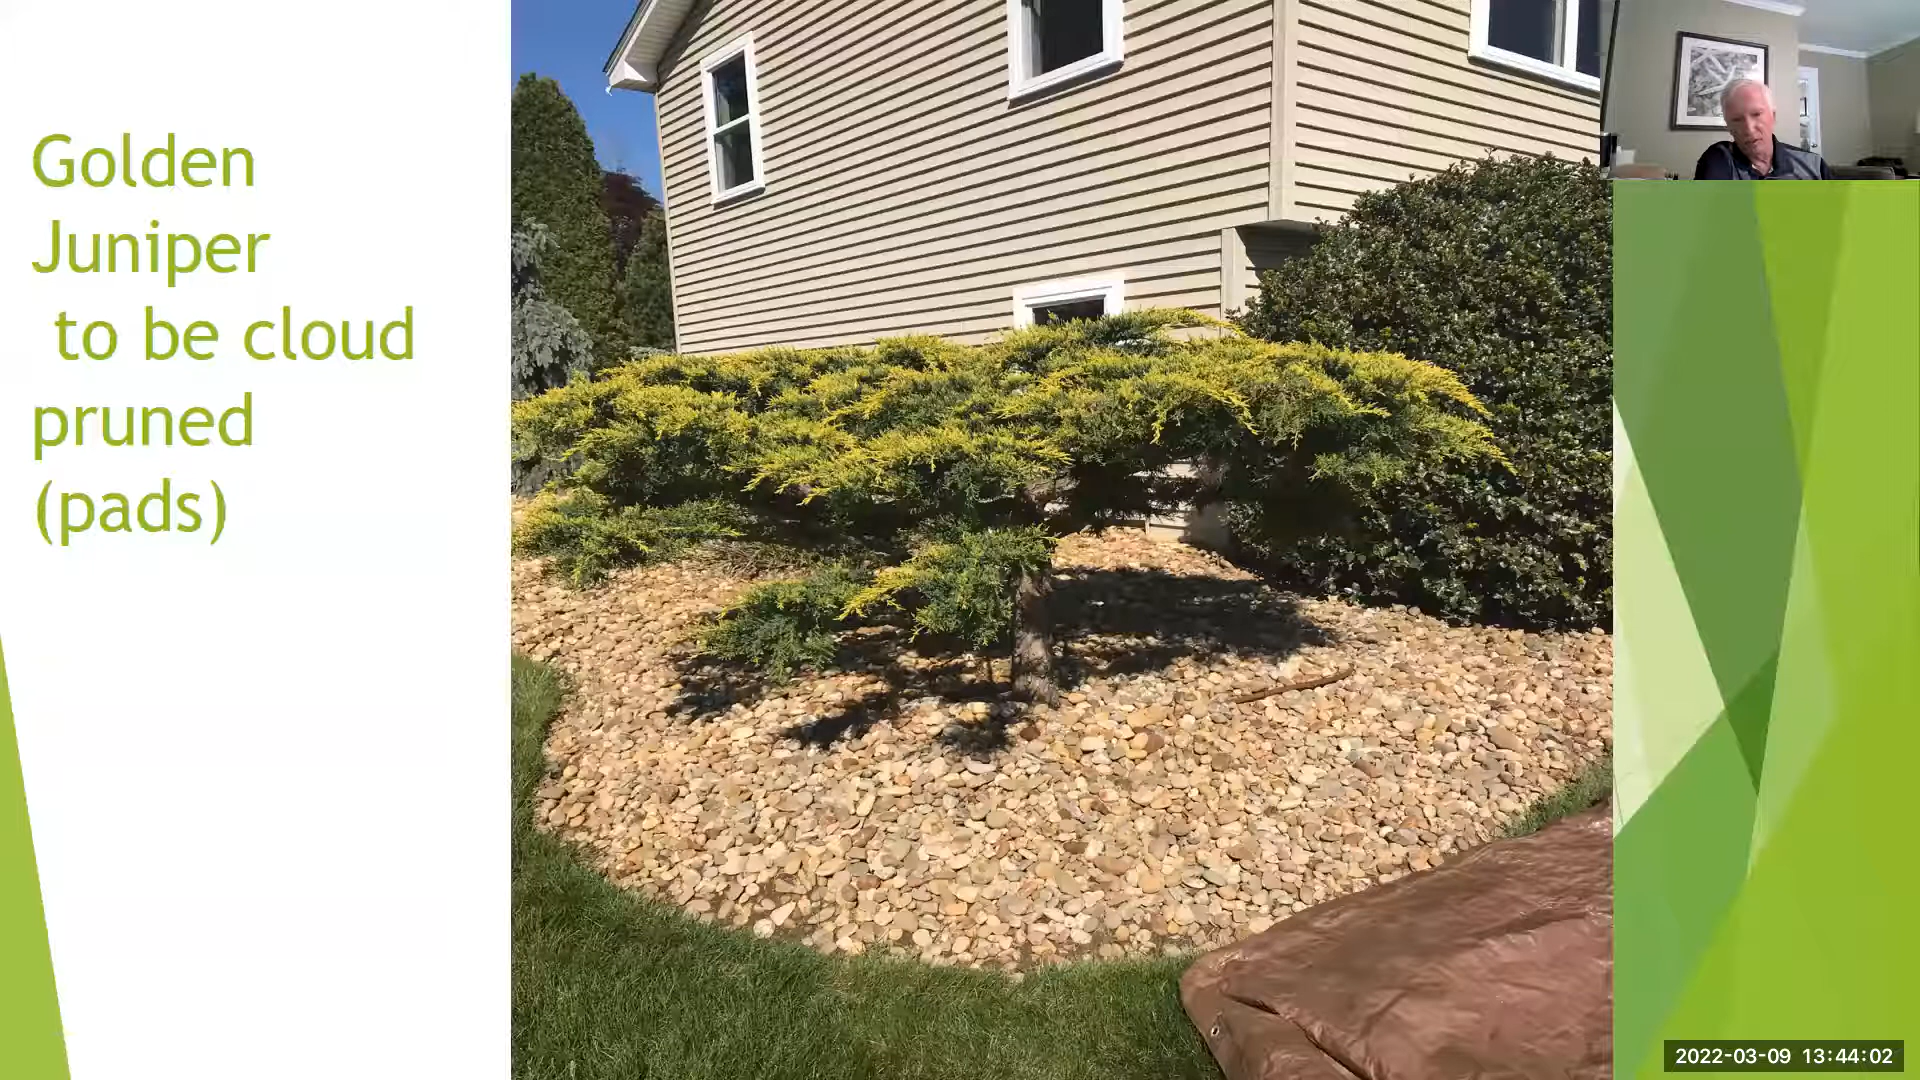 Golden
Juniper
to be cloud
pruned
(pads)
2022-03-09 13:44:02